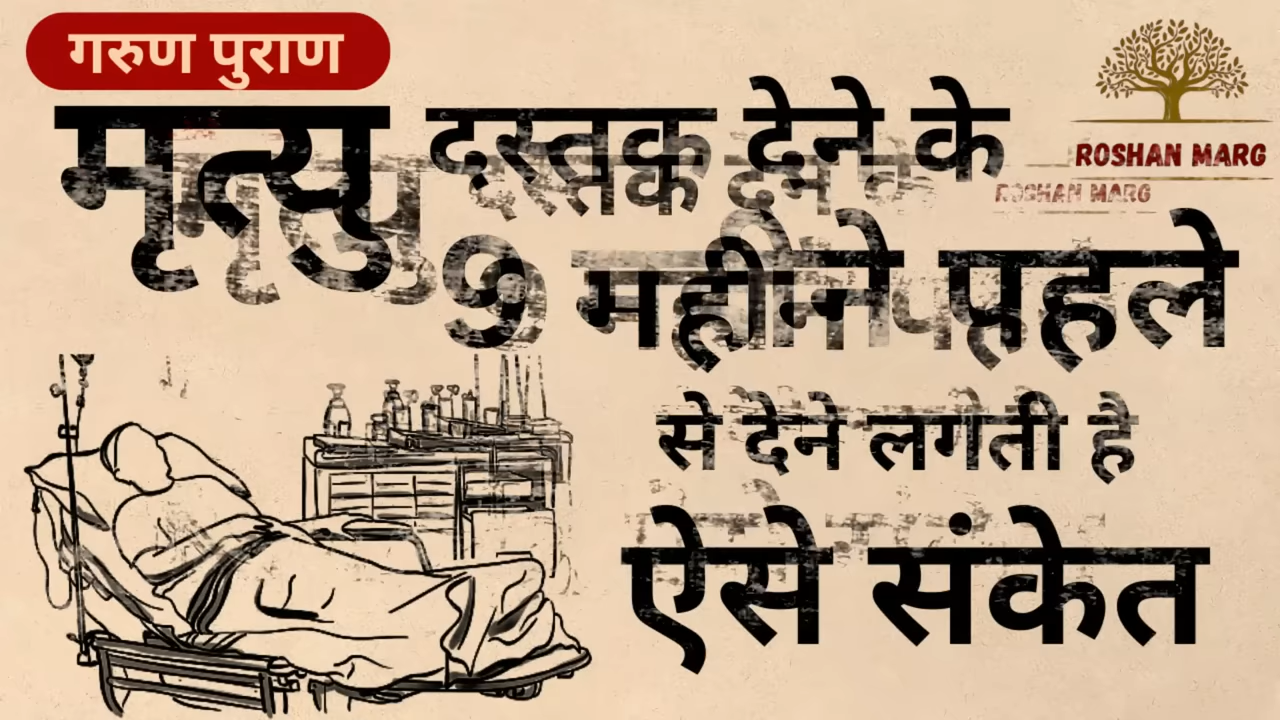 गरुण पुराण
मृत्यु दस्तक देने के
9 महीने पहले
से देने लगती है
ऐसे संकेत
ROSHAN MARG
ROSHAN MARG